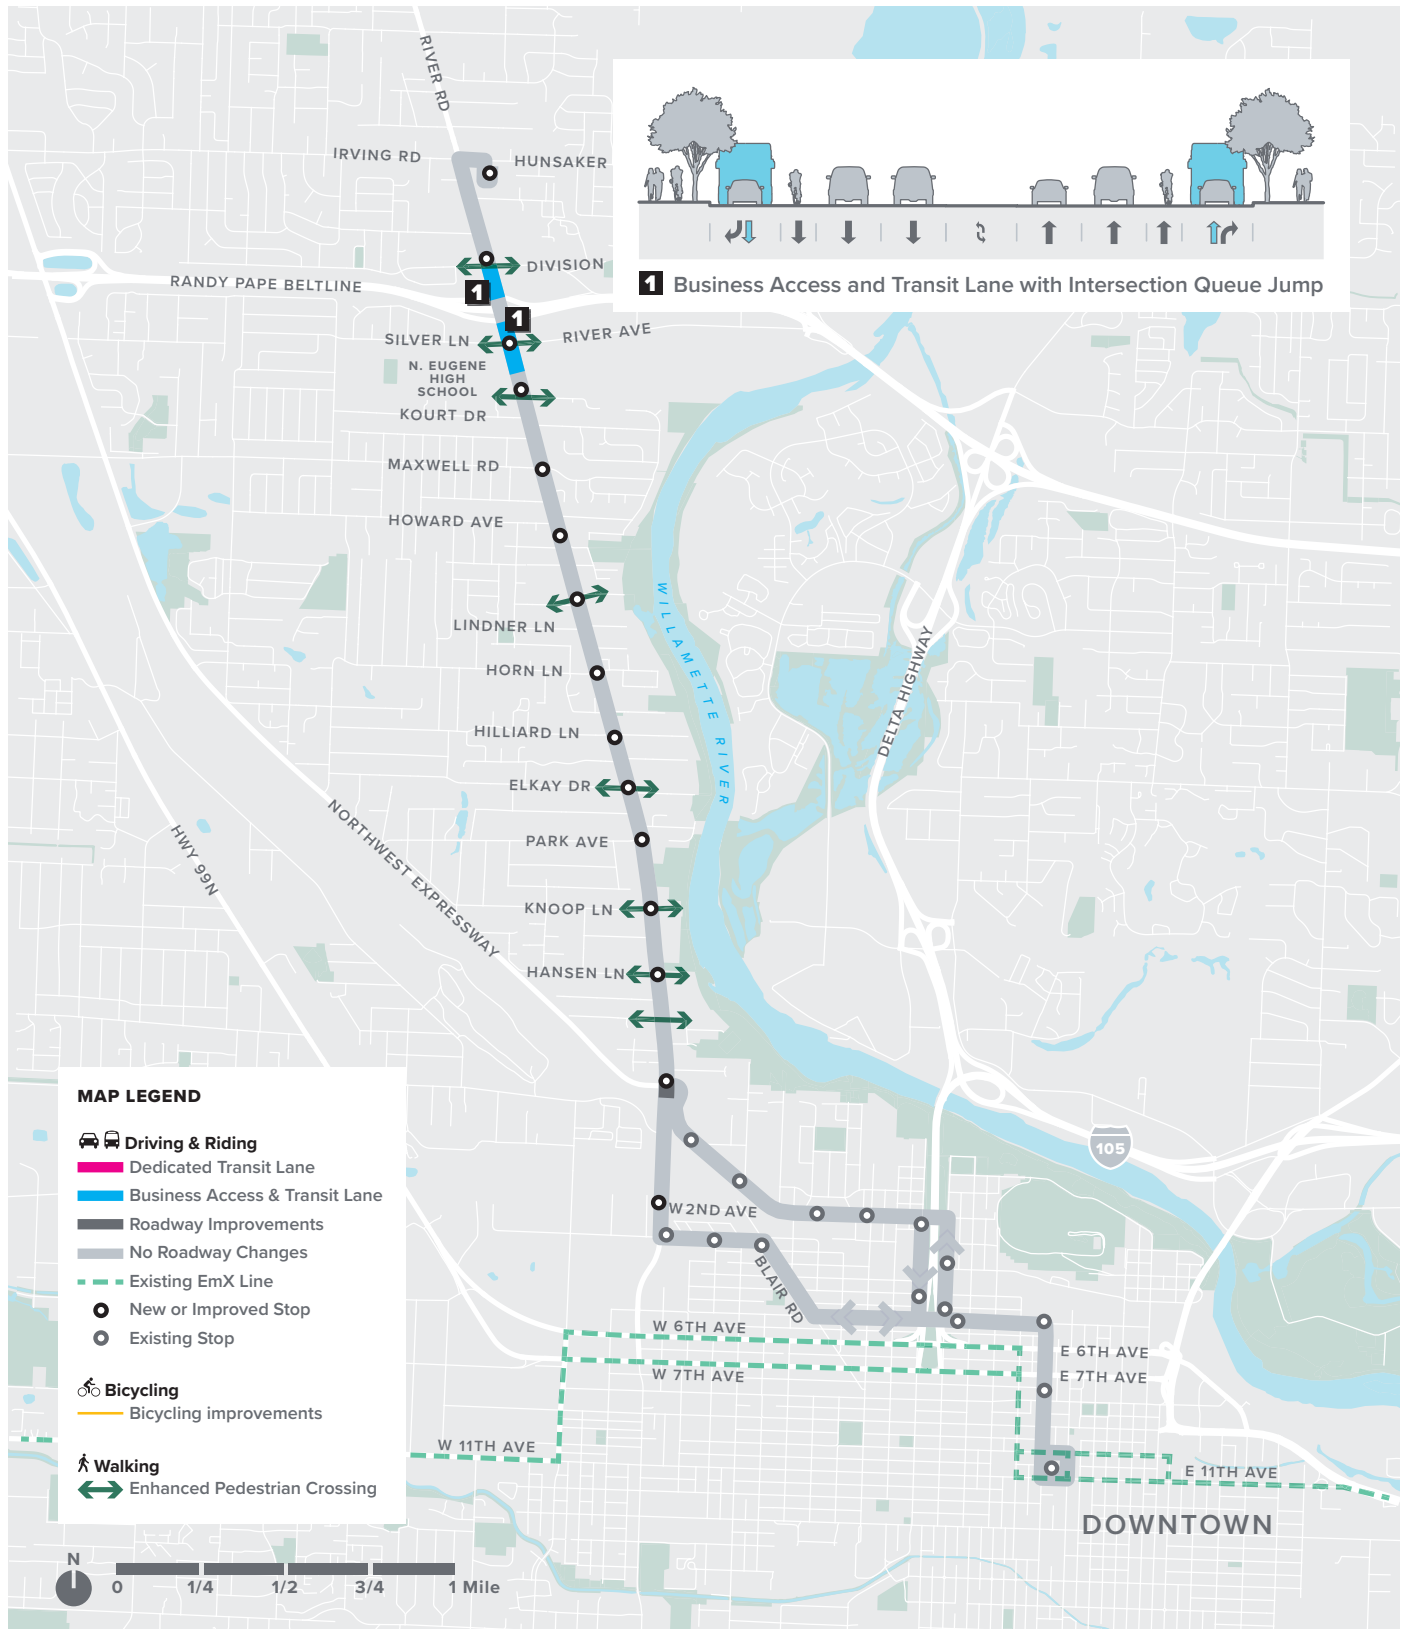 RIVER RD
IRVING RD
HUNSAKER
1 Business Access and Transit Lane with Intersection Queue Jump
DIVISION
RANDY PAPE BELTLINE
1
1
SILVER LN
RIVER AVE
N. EUGENE
HIGH
SCHOOL
KOURT DR
MAXWELL RD
HOWARD AVE
LINDNER LN
WILLAMETTE RIVER
HORN LN
DELTA HIGHWAY
HILLIARD LN
ELKAY DR
PARK AVE
NORTHWEST EXPRESSWAY
HWY 99N
KNOOP LN
HANSEN LN
105
W 2ND AVE
BLAIR RD
W 6TH AVE
E 6TH AVE
W 7TH AVE
E 7TH AVE
W 11TH AVE
E 11TH AVE
DOWNTOWN
MAP LEGEND
Driving & Riding
Dedicated Transit Lane
Business Access & Transit Lane
Roadway Improvements
No Roadway Changes
Existing EmX Line
New or Improved Stop
Existing Stop
Bicycling
Bicycling improvements
Walking
Enhanced Pedestrian Crossing
N
0 1/4 1/2 3/4 1 Mile